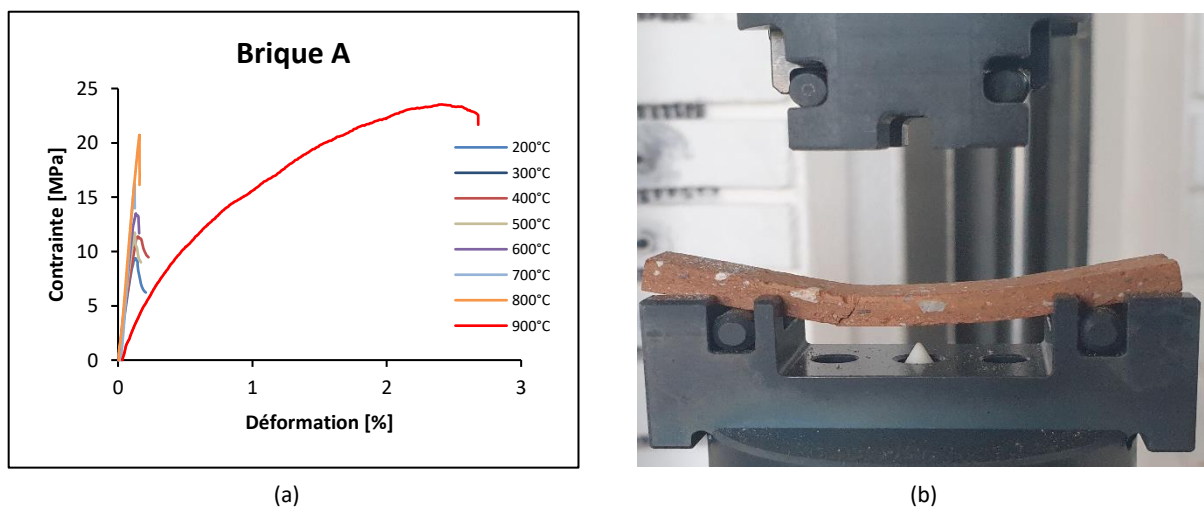 Brique A
Contrainte [MPa]
25
20
15
10
5
0
0 1 2 3
Déformation [%]
200°C
300°C
400°C
500°C
600°C
700°C
800°C
900°C
(a) (b)